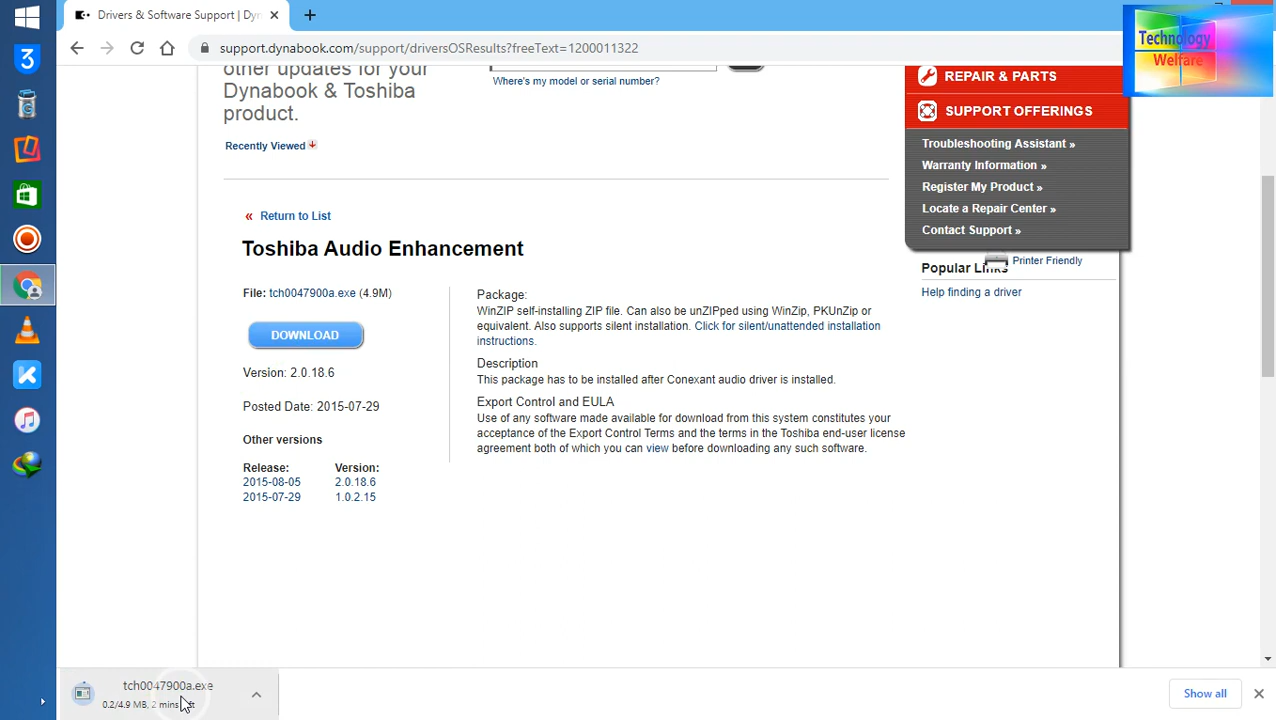 Drivers & Software Support | Dyn
support.dynabook.com/support/driversOSResults?freeText=1200011322
Technology
Welfare
other updates for your
Dynabook & Toshiba
product.
Where's my model or serial number?
Recently Viewed
REPAIR & PARTS
SUPPORT OFFERINGS
Troubleshooting Assistant »
Warranty Information »
Register My Product »
Locate a Repair Center »
Contact Support »
Printer Friendly
Popular Links
Help finding a driver
« Return to List
Toshiba Audio Enhancement
File: tch0047900a.exe (4.9M)
DOWNLOAD
Version: 2.0.18.6
Posted Date: 2015-07-29
Other versions
Release: Version:
2015-08-05 2.0.18.6
2015-07-29 1.0.2.15
Package:
WinZIP self-installing ZIP file. Can also be unZIPped using WinZip, PKUnZip or
equivalent. Also supports silent installation. Click for silent/unattended installation
instructions.
Description
This package has to be installed after Conexant audio driver is installed.
Export Control and EULA
Use of any software made available for download from this system constitutes your
acceptance of the Export Control Terms and the terms in the Toshiba end-user license
agreement both of which you can view before downloading any such software.
tch0047900a.exe
0.2/4.9 MB, 2 mins left
Show all